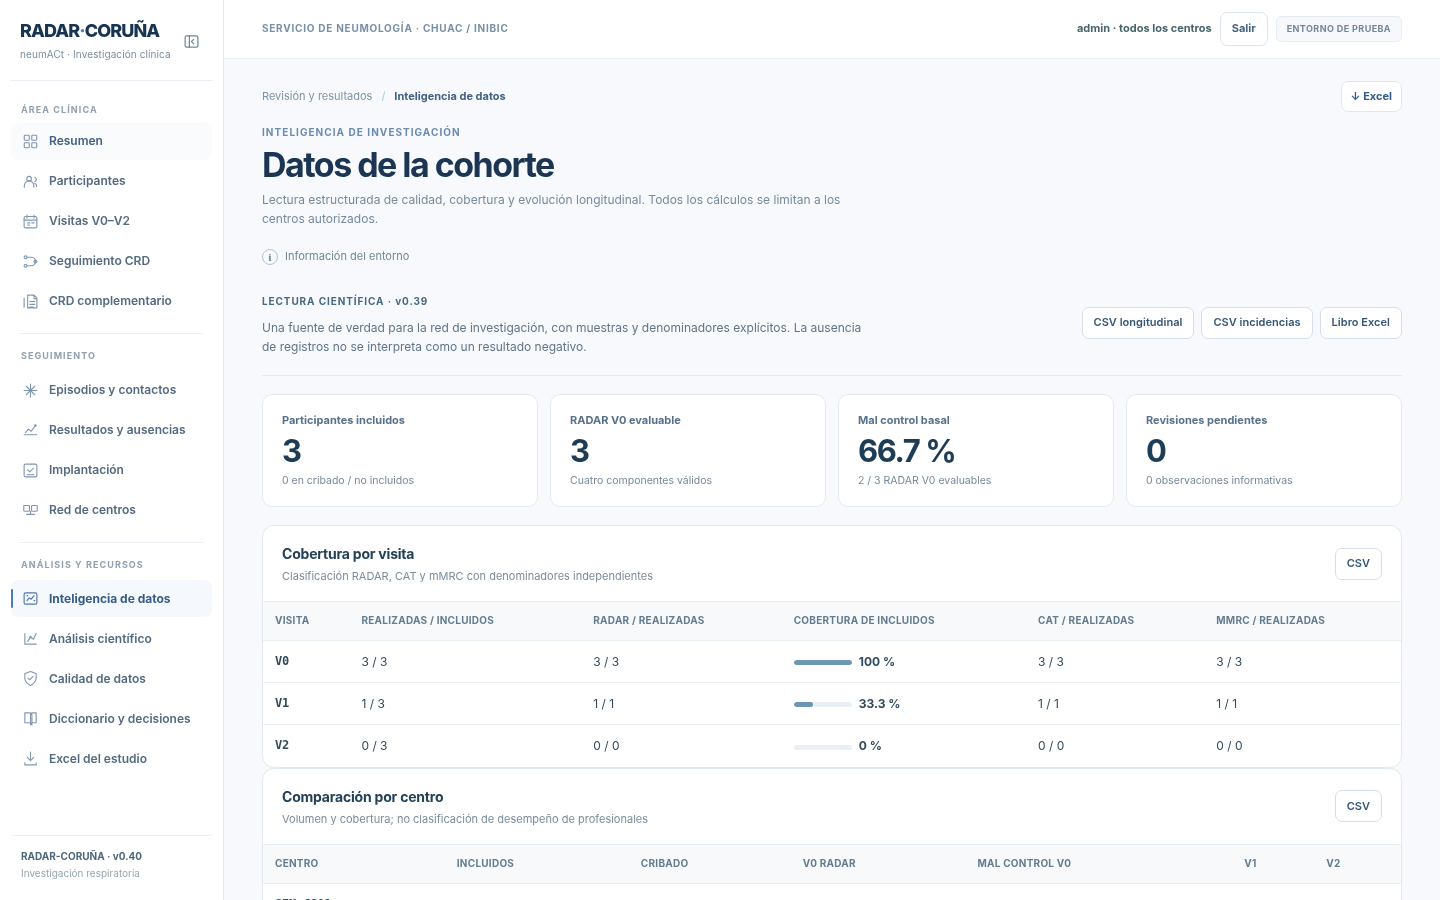 RADAR·CORUÑA
neumACt · Investigación clínica
ÁREA CLÍNICA
Resumen
Participantes
Visitas V0–V2
Seguimiento CRD
CRD complementario
SEGUIMIENTO
Episodios y contactos
Resultados y ausencias
Implantación
Red de centros
ANÁLISIS Y RECURSOS
Inteligencia de datos
Análisis científico
Calidad de datos
Diccionario y decisiones
Excel del estudio
RADAR-CORUÑA · v0.40
Investigación respiratoria
SERVICIO DE NEUMOLOGÍA · CHUAC / INIBIC
admin · todos los centros
Salir
ENTORNO DE PRUEBA
Revisión y resultados / Inteligencia de datos
↓ Excel
INTELIGENCIA DE INVESTIGACIÓN
Datos de la cohorte
Lectura estructurada de calidad, cobertura y evolución longitudinal. Todos los cálculos se limitan a los
centros autorizados.
i Información del entorno
LECTURA CIENTÍFICA · v0.39
Una fuente de verdad para la red de investigación, con muestras y denominadores explícitos. La ausencia
de registros no se interpreta como un resultado negativo.
CSV longitudinal
CSV incidencias
Libro Excel
Participantes incluidos
3
0 en cribado / no incluidos
RADAR V0 evaluable
3
Cuatro componentes válidos
Mal control basal
66.7 %
2 / 3 RADAR V0 evaluables
Revisiones pendientes
0
0 observaciones informativas
Cobertura por visita
Clasificación RADAR, CAT y mMRC con denominadores independientes
CSV
VISITA REALIZADAS / INCLUIDOS RADAR / REALIZADAS COBERTURA DE INCLUIDOS CAT / REALIZADAS MMRC / REALIZADAS
V0 3 / 3 3 / 3 100 % 3 / 3 3 / 3
V1 1 / 3 1 / 1 33.3 % 1 / 1 1 / 1
V2 0 / 3 0 / 0 0 % 0 / 0 0 / 0
Comparación por centro
Volumen y cobertura; no clasificación de desempeño de profesionales
CSV
CENTRO INCLUIDOS CRIBADO V0 RADAR MAL CONTROL V0 V1 V2